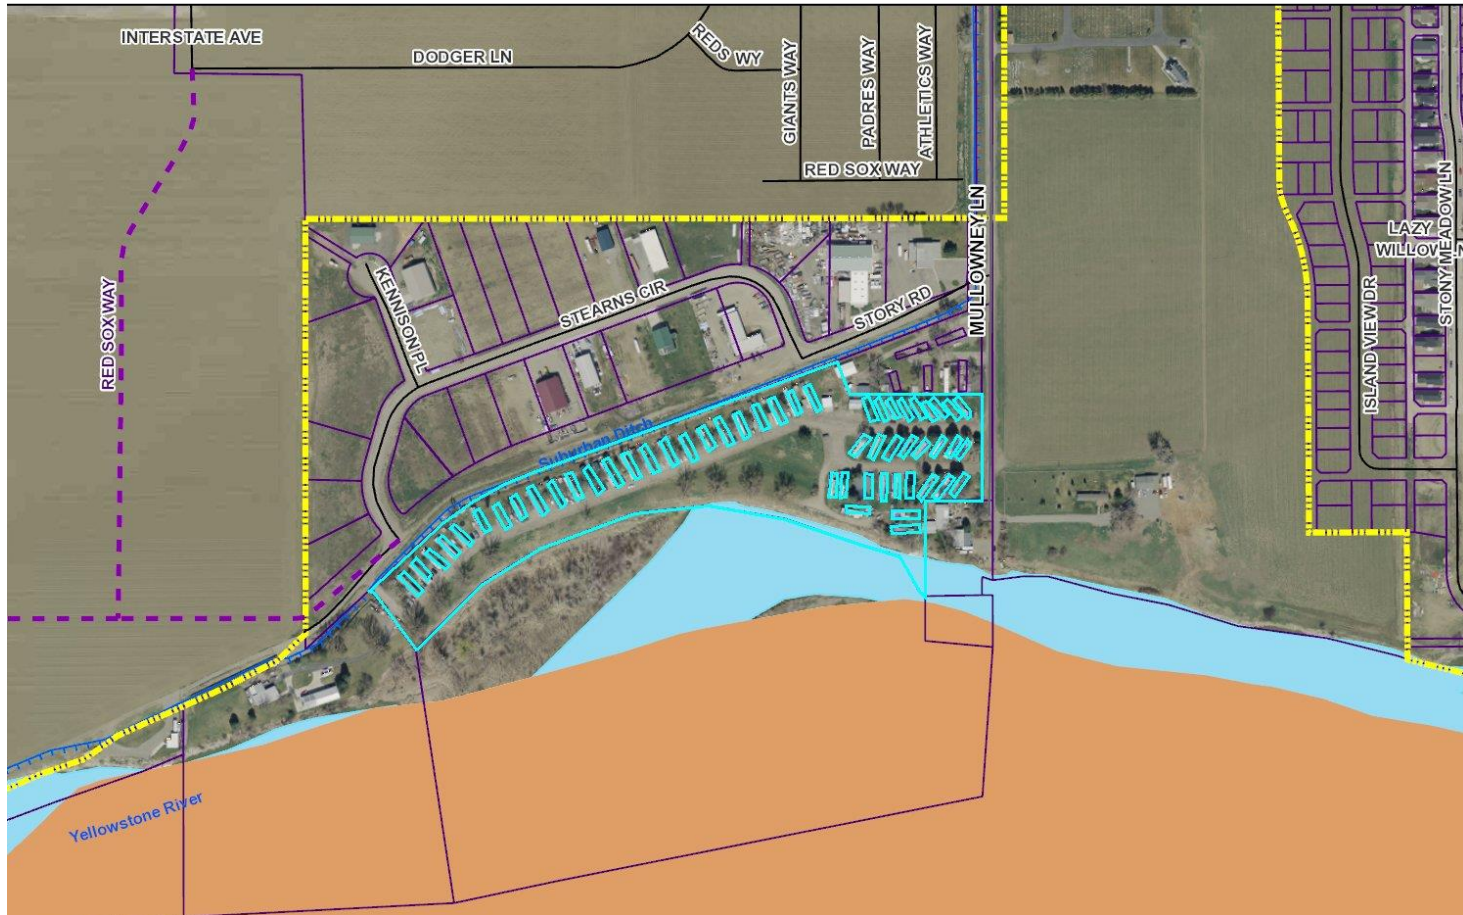 INTERSTATE AVE
DODGER LN
REDS WY
GIANTS WAY
PADRES WAY
ATHLETICS WAY
RED SOX WAY
MULLOWNEY LN
LAZY
WILLOW LN
STONY MEADOW LN
ISLAND VIEW DR
RED SOX WAY
KENNISON PL
STEARNS CIR
STORY RD
Suburban Ditch
Yellowstone River